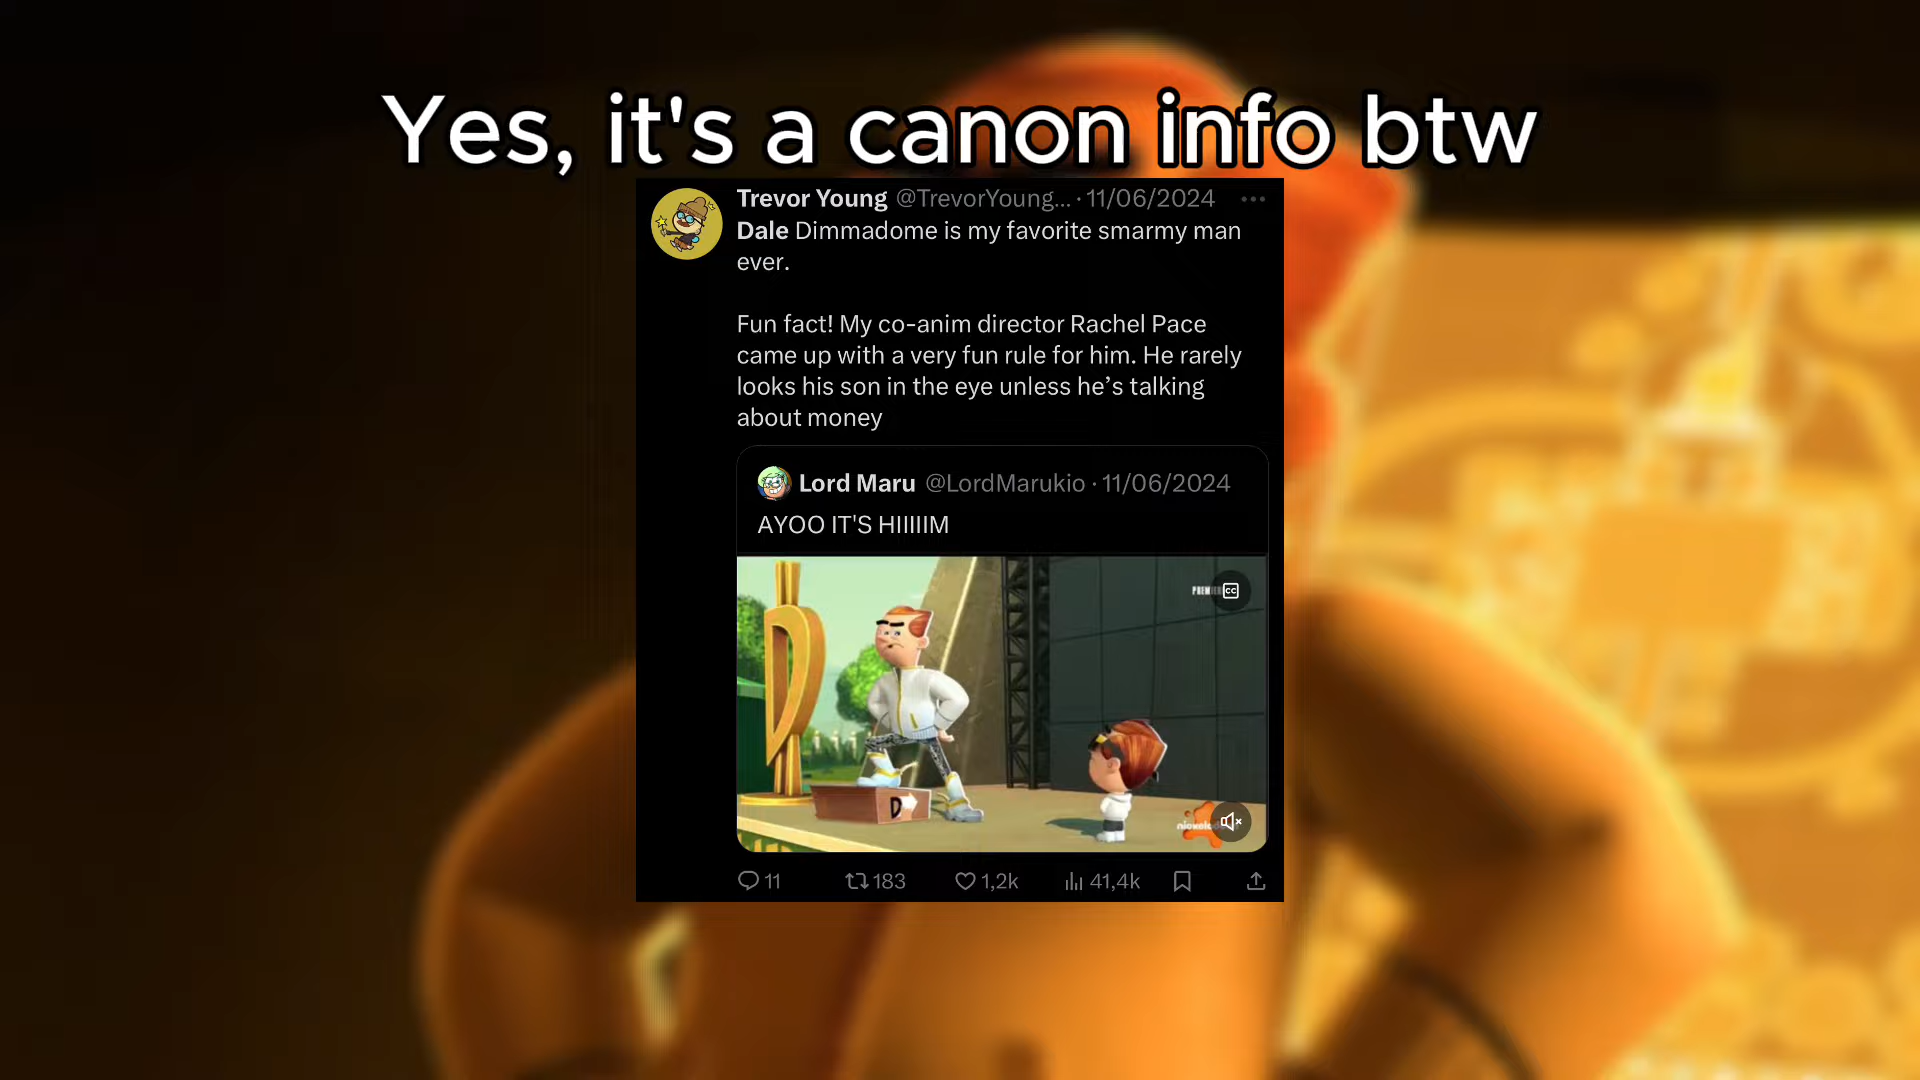 Yes, it's a canon info btw
Trevor Young @TrevorYoung... · 11/06/2024
Dale Dimmadome is my favorite smarmy man
ever.
Fun fact! My co-anim director Rachel Pace
came up with a very fun rule for him. He rarely
looks his son in the eye unless he's talking
about money
Lord Maru @LordMarukio · 11/06/2024
AYOO IT'S HIIIIIM
CC
D
D
11 183 1,2k 41,4k